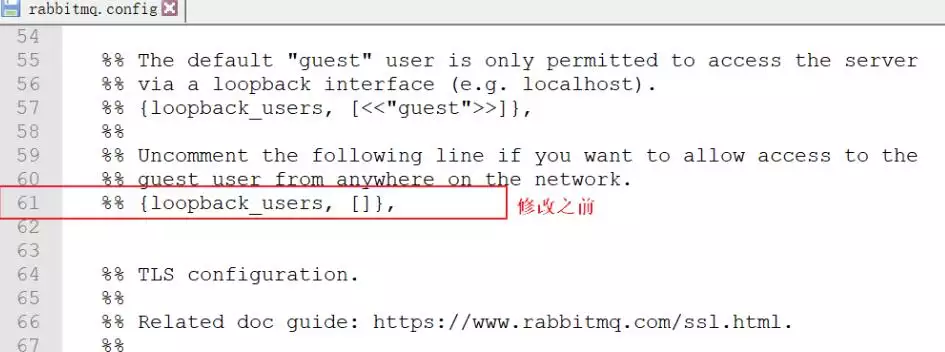 rabbitmq.config
54
55 %% The default "guest" user is only permitted to access the server
56 %% via a loopback interface (e.g. localhost).
57 %% {loopback_users, [<<"guest">>]},
58 %%
59 %% Uncomment the following line if you want to allow access to the
60 %% guest user from anywhere on the network.
61 %% {loopback_users, []}, 修改之前
62
63
64 %% TLS configuration.
65 %%
66 %% Related doc guide: https://www.rabbitmq.com/ssl.html.
67 %%